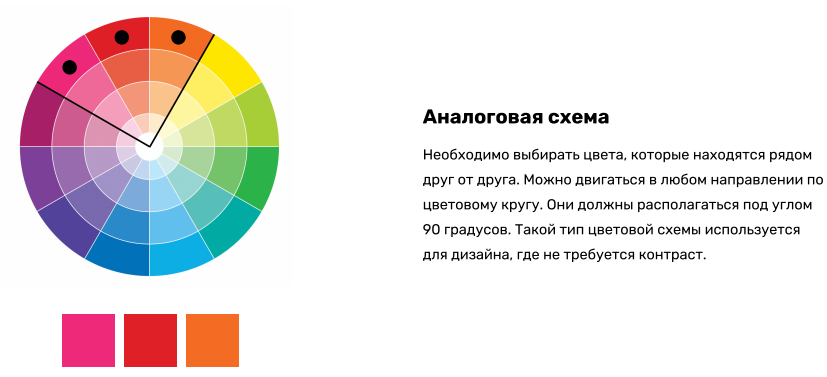 Аналоговая схема
Необходимо выбирать цвета, которые находятся рядом
друг от друга. Можно двигаться в любом направлении по
цветовому кругу. Они должны располагаться под углом
90 градусов. Такой тип цветовой схемы используется
для дизайна, где не требуется контраст.